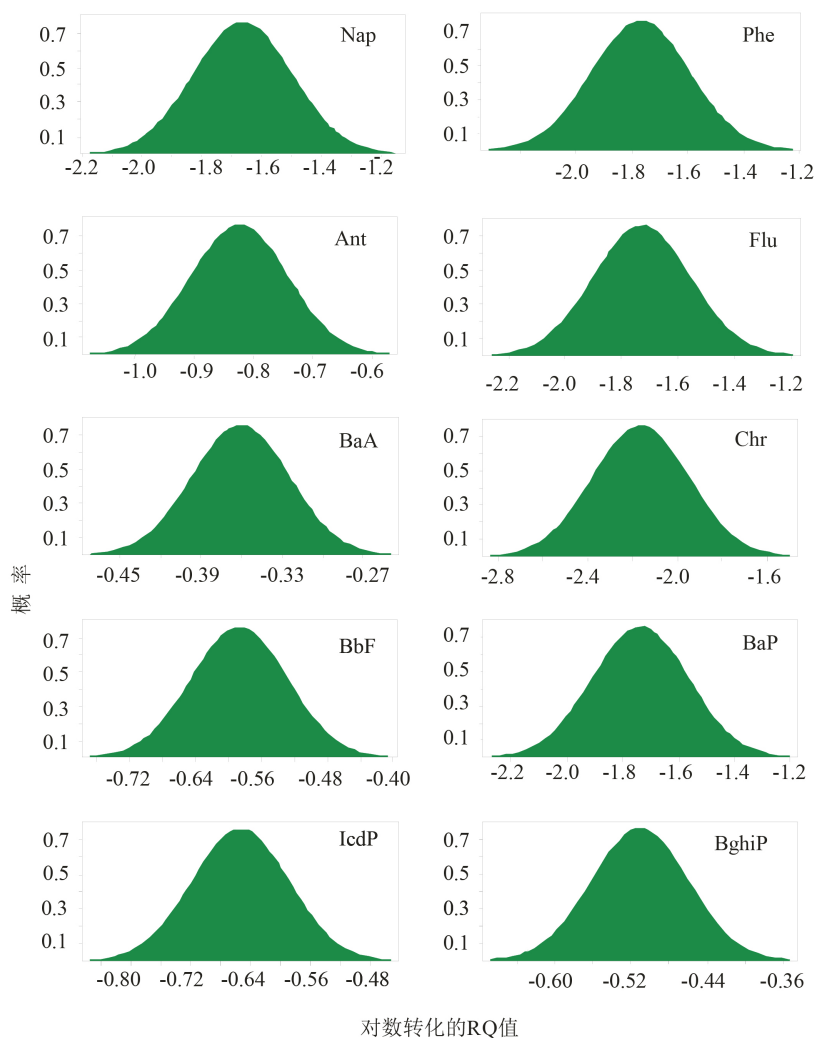 Nap
0.7
0.5
0.3
0.1
-2.2 -2.0 -1.8 -1.6 -1.4 -1.2
Phe
0.7
0.5
0.3
0.1
-2.0 -1.8 -1.6 -1.4 -1.2
Ant
0.7
0.5
0.3
0.1
-1.0 -0.9 -0.8 -0.7 -0.6
Flu
0.7
0.5
0.3
0.1
-2.2 -2.0 -1.8 -1.6 -1.4 -1.2
BaA
0.7
0.5
0.3
0.1
-0.45 -0.39 -0.33 -0.27
Chr
0.7
0.5
0.3
0.1
-2.8 -2.4 -2.0 -1.6
概率
BbF
0.7
0.5
0.3
0.1
-0.72 -0.64 -0.56 -0.48 -0.40
BaP
0.7
0.5
0.3
0.1
-2.2 -2.0 -1.8 -1.6 -1.4 -1.2
IcdP
0.7
0.5
0.3
0.1
-0.80 -0.72 -0.64 -0.56 -0.48
BghiP
0.7
0.5
0.3
0.1
-0.60 -0.52 -0.44 -0.36
对数转化的RQ值